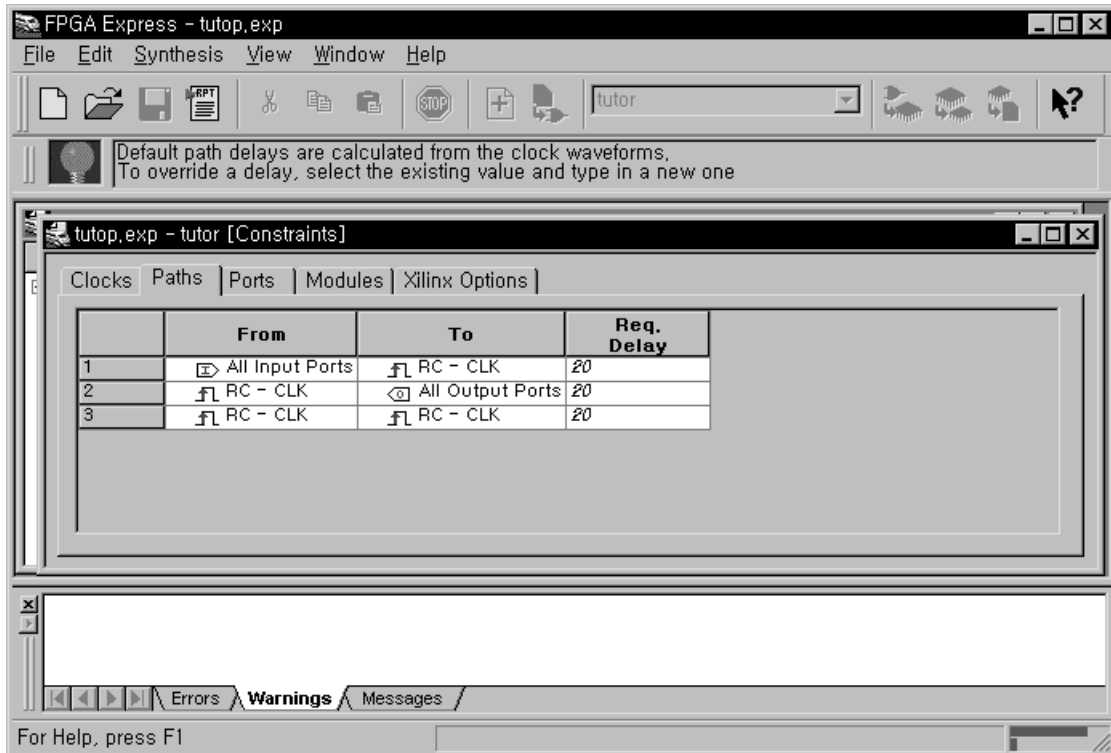 FPGA Express - tutop,exp
File Edit Synthesis View Window Help
RPT STOP tutor
Default path delays are calculated from the clock waveforms,
To override a delay, select the existing value and type in a new one
tutop,exp - tutor [Constraints]
Clocks Paths Ports Modules Xilinx Options
From To Req. Delay
1 All Input Ports RC - CLK 20
2 RC - CLK All Output Ports 20
3 RC - CLK RC - CLK 20
Errors Warnings Messages
For Help, press F1